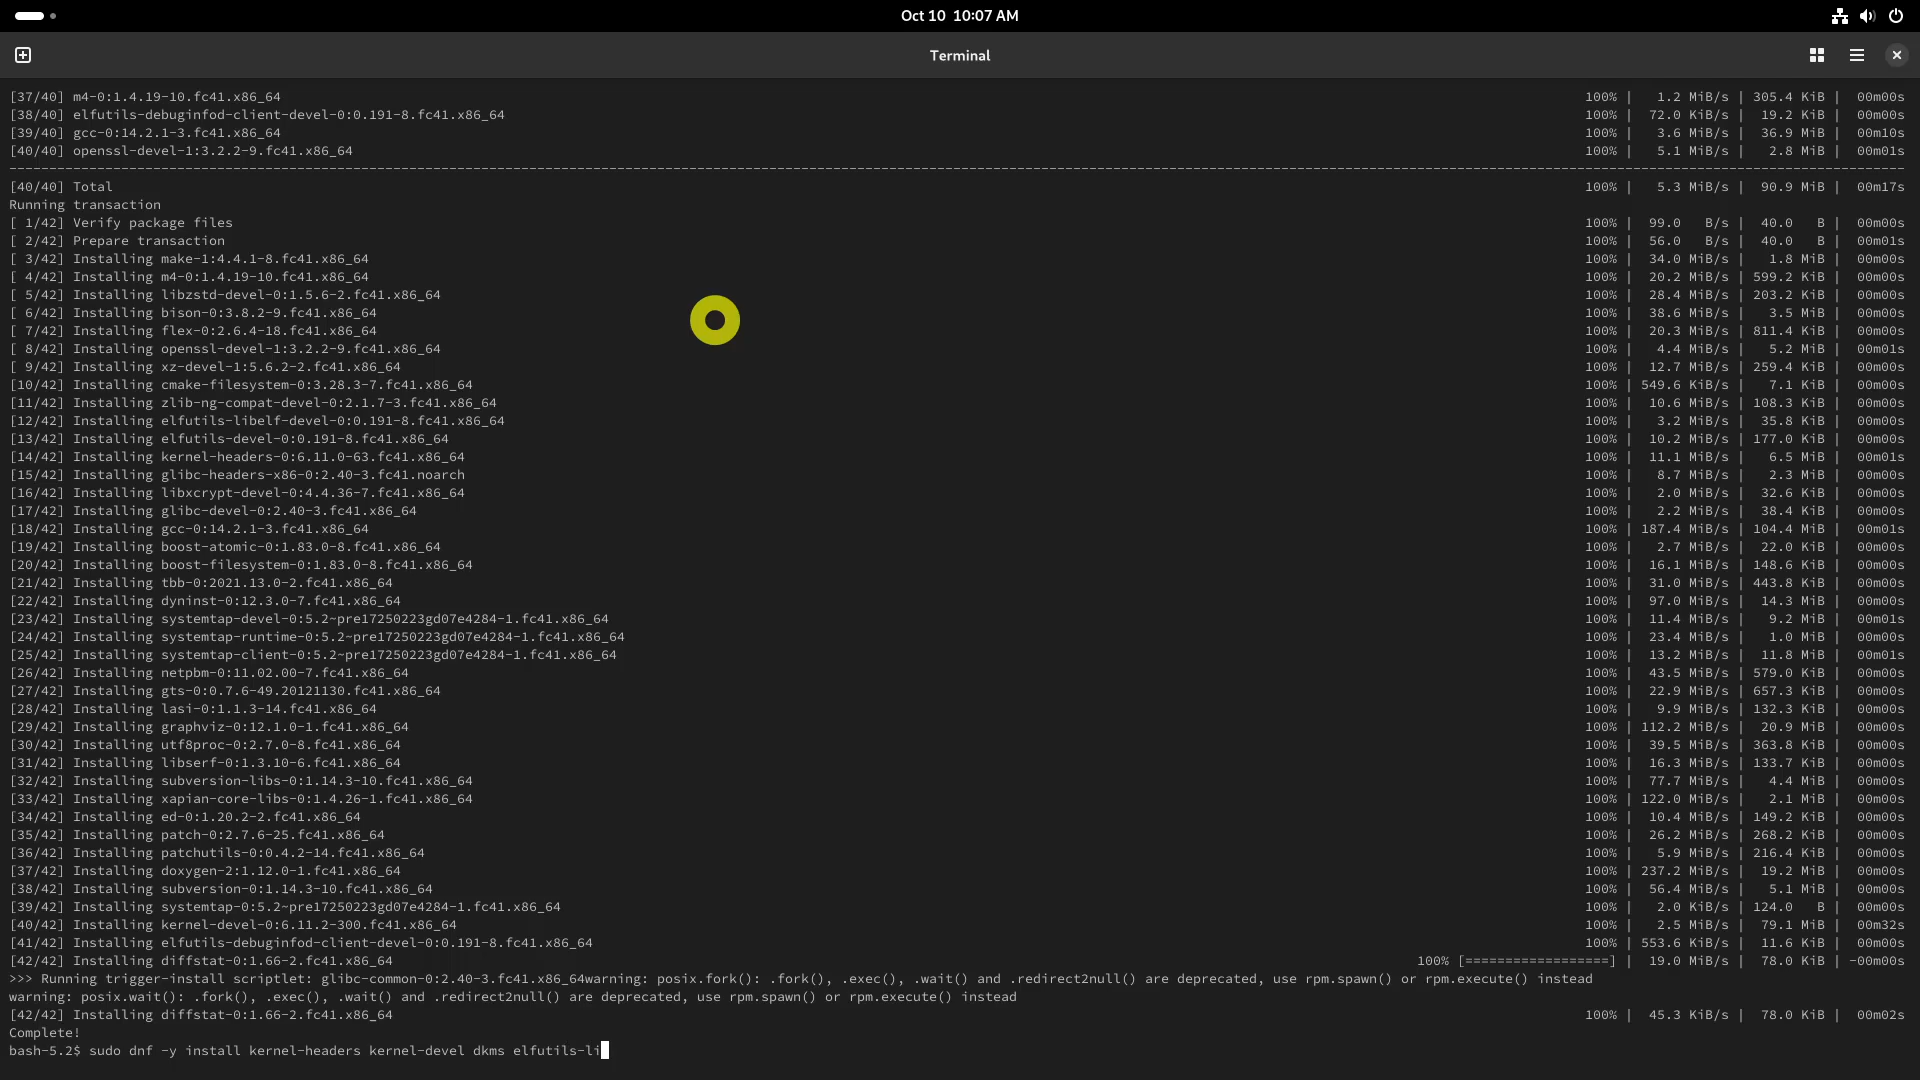 Oct 10 10:07 AM
Terminal
[37/40] m4-0:1.4.19-10.fc41.x86_64 100% | 1.2 MiB/s | 305.4 KiB | 00m00s
[38/40] elfutils-debuginfod-client-devel-0:0.191-8.fc41.x86_64 100% | 72.0 KiB/s | 19.2 KiB | 00m00s
[39/40] gcc-0:14.2.1-3.fc41.x86_64 100% | 3.6 MiB/s | 36.9 MiB | 00m10s
[40/40] openssl-devel-1:3.2.2-9.fc41.x86_64 100% | 5.1 MiB/s | 2.8 MiB | 00m01s
--------------------------------------------------------------------------------
[40/40] Total 100% | 5.3 MiB/s | 90.9 MiB | 00m17s
Running transaction
[ 1/42] Verify package files 100% | 99.0 B/s | 40.0 B | 00m00s
[ 2/42] Prepare transaction 100% | 56.0 B/s | 40.0 B | 00m01s
[ 3/42] Installing make-1:4.4.1-8.fc41.x86_64 100% | 34.0 MiB/s | 1.8 MiB | 00m00s
[ 4/42] Installing m4-0:1.4.19-10.fc41.x86_64 100% | 20.2 MiB/s | 599.2 KiB | 00m00s
[ 5/42] Installing libzstd-devel-0:1.5.6-2.fc41.x86_64 100% | 28.4 MiB/s | 203.2 KiB | 00m00s
[ 6/42] Installing bison-0:3.8.2-9.fc41.x86_64 100% | 38.6 MiB/s | 3.5 MiB | 00m00s
[ 7/42] Installing flex-0:2.6.4-18.fc41.x86_64 100% | 20.3 MiB/s | 811.4 KiB | 00m00s
[ 8/42] Installing openssl-devel-1:3.2.2-9.fc41.x86_64 100% | 4.4 MiB/s | 5.2 MiB | 00m01s
[ 9/42] Installing xz-devel-1:5.6.2-2.fc41.x86_64 100% | 12.7 MiB/s | 259.4 KiB | 00m00s
[10/42] Installing cmake-filesystem-0:3.28.3-7.fc41.x86_64 100% | 549.6 KiB/s | 7.1 KiB | 00m00s
[11/42] Installing zlib-ng-compat-devel-0:2.1.7-3.fc41.x86_64 100% | 10.6 MiB/s | 108.3 KiB | 00m00s
[12/42] Installing elfutils-libelf-devel-0:0.191-8.fc41.x86_64 100% | 3.2 MiB/s | 35.8 KiB | 00m00s
[13/42] Installing elfutils-devel-0:0.191-8.fc41.x86_64 100% | 10.2 MiB/s | 177.0 KiB | 00m00s
[14/42] Installing kernel-headers-0:6.11.0-63.fc41.x86_64 100% | 11.1 MiB/s | 6.5 MiB | 00m01s
[15/42] Installing glibc-headers-x86-0:2.40-3.fc41.noarch 100% | 8.7 MiB/s | 2.3 MiB | 00m00s
[16/42] Installing libxcrypt-devel-0:4.4.36-7.fc41.x86_64 100% | 2.0 MiB/s | 32.6 KiB | 00m00s
[17/42] Installing glibc-devel-0:2.40-3.fc41.x86_64 100% | 2.2 MiB/s | 38.4 KiB | 00m00s
[18/42] Installing gcc-0:14.2.1-3.fc41.x86_64 100% | 187.4 MiB/s | 104.4 MiB | 00m01s
[19/42] Installing boost-atomic-0:1.83.0-8.fc41.x86_64 100% | 2.7 MiB/s | 22.0 KiB | 00m00s
[20/42] Installing boost-filesystem-0:1.83.0-8.fc41.x86_64 100% | 16.1 MiB/s | 148.6 KiB | 00m00s
[21/42] Installing tbb-0:2021.13.0-2.fc41.x86_64 100% | 31.0 MiB/s | 443.8 KiB | 00m00s
[22/42] Installing dyninst-0:12.3.0-7.fc41.x86_64 100% | 97.0 MiB/s | 14.3 MiB | 00m00s
[23/42] Installing systemtap-devel-0:5.2~pre17250223gd07e4284-1.fc41.x86_64 100% | 11.4 MiB/s | 9.2 MiB | 00m01s
[24/42] Installing systemtap-runtime-0:5.2~pre17250223gd07e4284-1.fc41.x86_64 100% | 23.4 MiB/s | 1.0 MiB | 00m00s
[25/42] Installing systemtap-client-0:5.2~pre17250223gd07e4284-1.fc41.x86_64 100% | 13.2 MiB/s | 11.8 MiB | 00m01s
[26/42] Installing netpbm-0:11.02.00-7.fc41.x86_64 100% | 43.5 MiB/s | 579.0 KiB | 00m00s
[27/42] Installing gts-0:0.7.6-49.20121130.fc41.x86_64 100% | 22.9 MiB/s | 657.3 KiB | 00m00s
[28/42] Installing lasi-0:1.1.3-14.fc41.x86_64 100% | 9.9 MiB/s | 132.3 KiB | 00m00s
[29/42] Installing graphviz-0:12.1.0-1.fc41.x86_64 100% | 112.2 MiB/s | 20.9 MiB | 00m00s
[30/42] Installing utf8proc-0:2.7.0-8.fc41.x86_64 100% | 39.5 MiB/s | 363.8 KiB | 00m00s
[31/42] Installing libserf-0:1.3.10-6.fc41.x86_64 100% | 16.3 MiB/s | 133.7 KiB | 00m00s
[32/42] Installing subversion-libs-0:1.14.3-10.fc41.x86_64 100% | 77.7 MiB/s | 4.4 MiB | 00m00s
[33/42] Installing xapian-core-libs-0:1.4.26-1.fc41.x86_64 100% | 122.0 MiB/s | 2.1 MiB | 00m00s
[34/42] Installing ed-0:1.20.2-2.fc41.x86_64 100% | 10.4 MiB/s | 149.2 KiB | 00m00s
[35/42] Installing patch-0:2.7.6-25.fc41.x86_64 100% | 26.2 MiB/s | 268.2 KiB | 00m00s
[36/42] Installing patchutils-0:0.4.2-14.fc41.x86_64 100% | 5.9 MiB/s | 216.4 KiB | 00m00s
[37/42] Installing doxygen-2:1.12.0-1.fc41.x86_64 100% | 237.2 MiB/s | 19.2 MiB | 00m00s
[38/42] Installing subversion-0:1.14.3-10.fc41.x86_64 100% | 56.4 MiB/s | 5.1 MiB | 00m00s
[39/42] Installing systemtap-0:5.2~pre17250223gd07e4284-1.fc41.x86_64 100% | 2.0 KiB/s | 124.0 B | 00m00s
[40/42] Installing kernel-devel-0:6.11.2-300.fc41.x86_64 100% | 2.5 MiB/s | 79.1 MiB | 00m32s
[41/42] Installing elfutils-debuginfod-client-devel-0:0.191-8.fc41.x86_64 100% | 553.6 KiB/s | 11.6 KiB | 00m00s
[42/42] Installing diffstat-0:1.66-2.fc41.x86_64 100% [==================] | 19.0 MiB/s | 78.0 KiB | -00m00s
>>> Running trigger-install scriptlet: glibc-common-0:2.40-3.fc41.x86_64warning: posix.fork(): .fork(), .exec(), .wait() and .redirect2null() are deprecated, use rpm.spawn() or rpm.execute() instead
warning: posix.wait(): .fork(), .exec(), .wait() and .redirect2null() are deprecated, use rpm.spawn() or rpm.execute() instead
[42/42] Installing diffstat-0:1.66-2.fc41.x86_64 100% | 45.3 KiB/s | 78.0 KiB | 00m02s
Complete!
bash-5.2$ sudo dnf -y install kernel-headers kernel-devel dkms elfutils-li